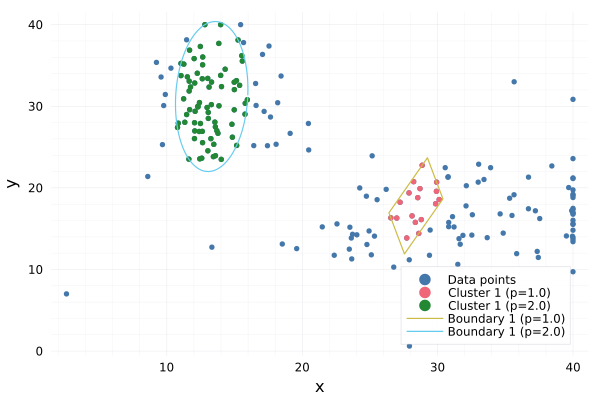 40
30
20
10
0
y
10
20
30
40
x
Data points
Cluster 1 (p=1.0)
Cluster 1 (p=2.0)
Boundary 1 (p=1.0)
Boundary 1 (p=2.0)